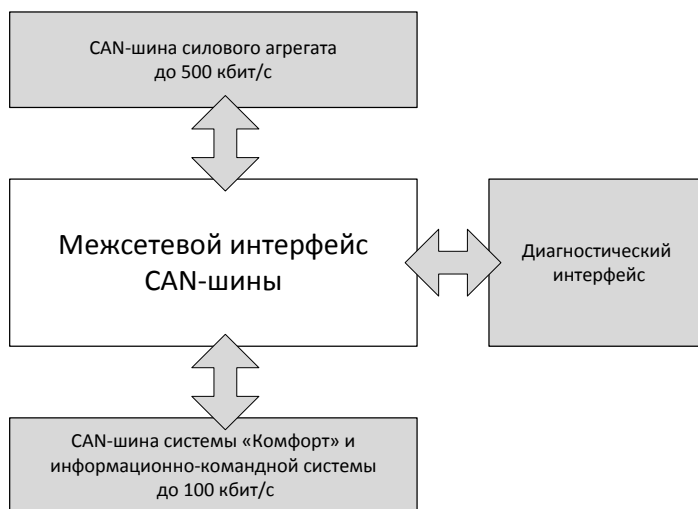 CAN-шина силового агрегата
до 500 кбит/с
Межсетевой интерфейс
CAN-шины
Диагностический
интерфейс
CAN-шина системы «Комфорт» и
информационно-командной системы
до 100 кбит/с